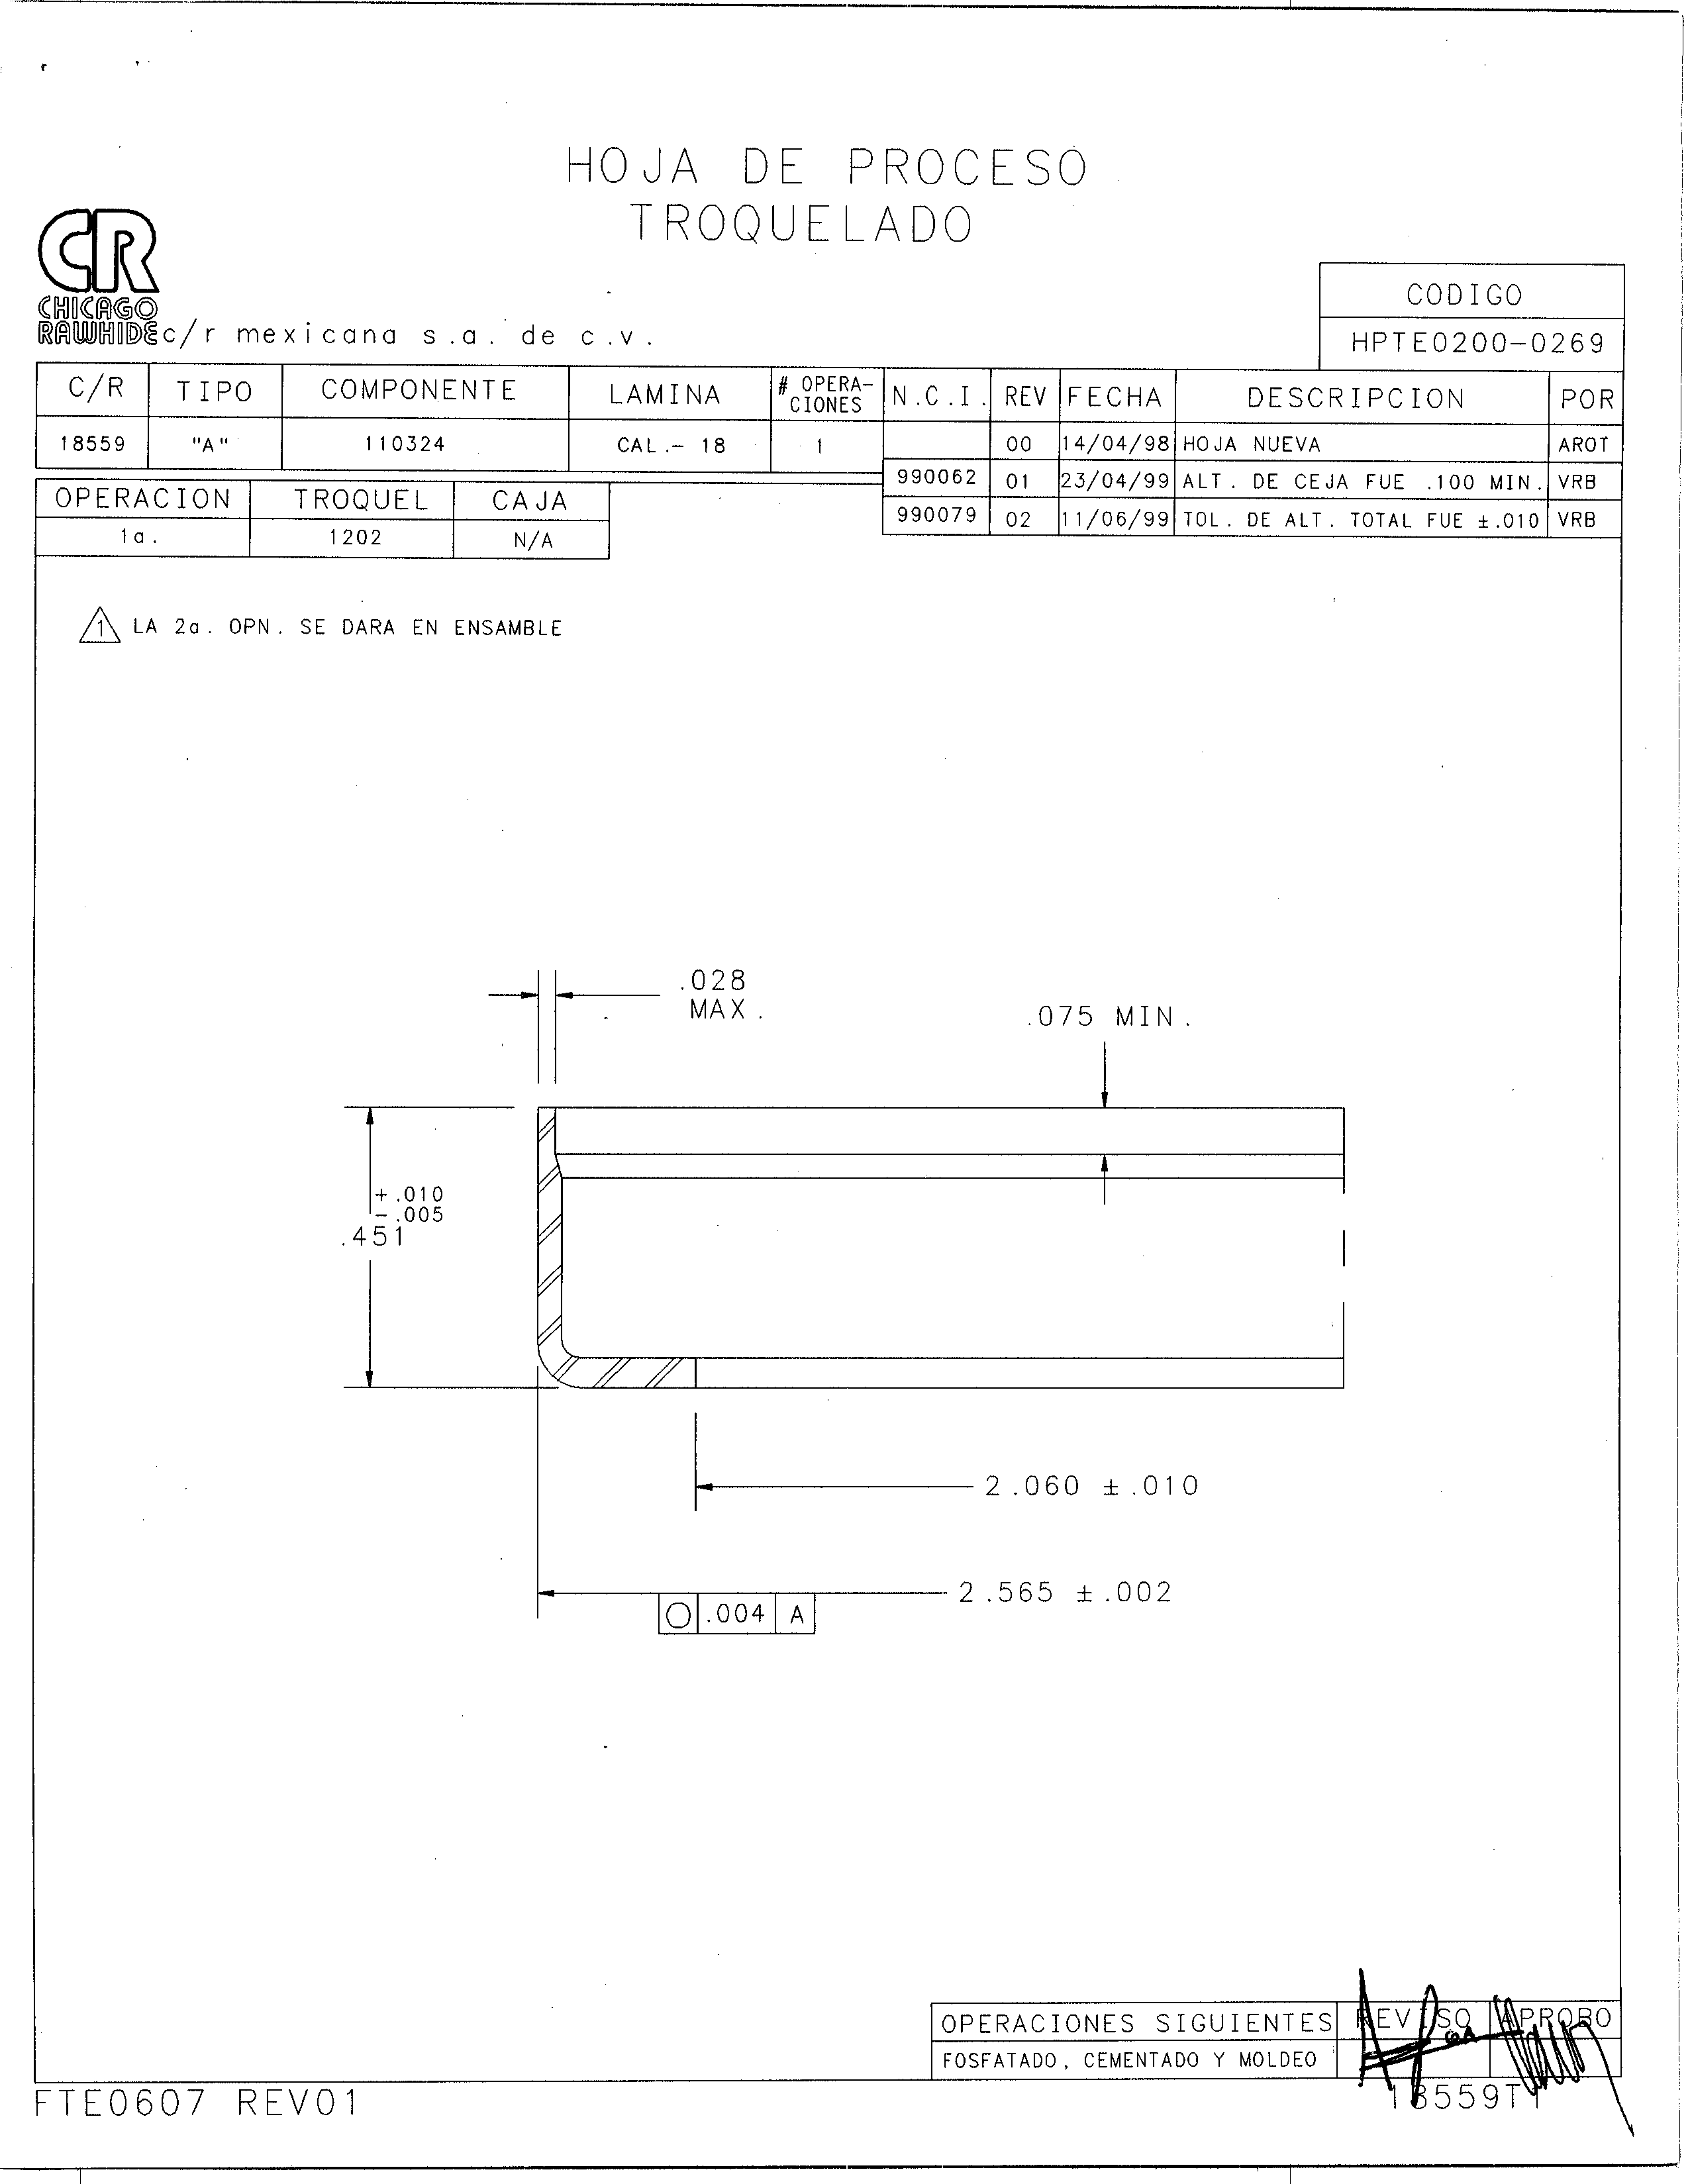 HOJA DE PROCESO
TROQUELADO
CR
CHICAGO
RAWHIDE c/r mexicana s.a. de c.v.
CODIGO
HPTE0200-0269
C/R TIPO COMPONENTE LAMINA # OPERA-CIONES N.C.I. REV FECHA DESCRIPCION POR
18559 "A" 110324 CAL.- 18 1 00 14/04/98 HOJA NUEVA AROT
990062 01 23/04/99 ALT. DE CEJA FUE .100 MIN. VRB
990079 02 11/06/99 TOL. DE ALT. TOTAL FUE ±.010 VRB
OPERACION TROQUEL CAJA
1a. 1202 N/A
1 LA 2a. OPN. SE DARA EN ENSAMBLE
.028
MAX.
.075 MIN.
+.010
-.005
.451
2.060 ±.010
2.565 ±.002
○ .004 A
OPERACIONES SIGUIENTES REVISO APROBO
FOSFATADO, CEMENTADO Y MOLDEO
FTE0607 REV01
18559T1